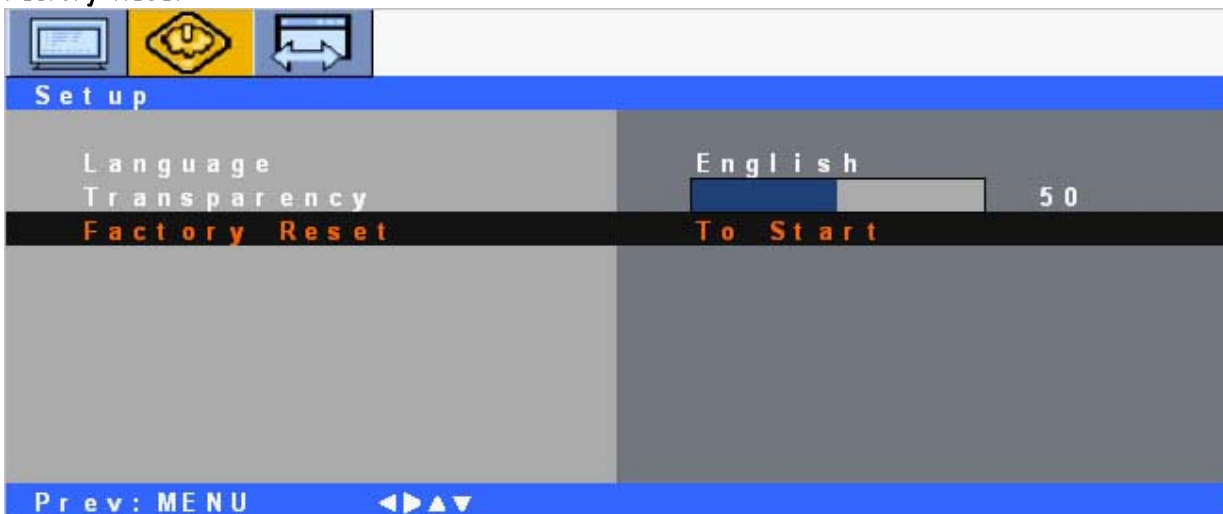 Setup
Language English
Transparency 50
Factory Reset To Start
Prev: MENU ◀▶▲▼